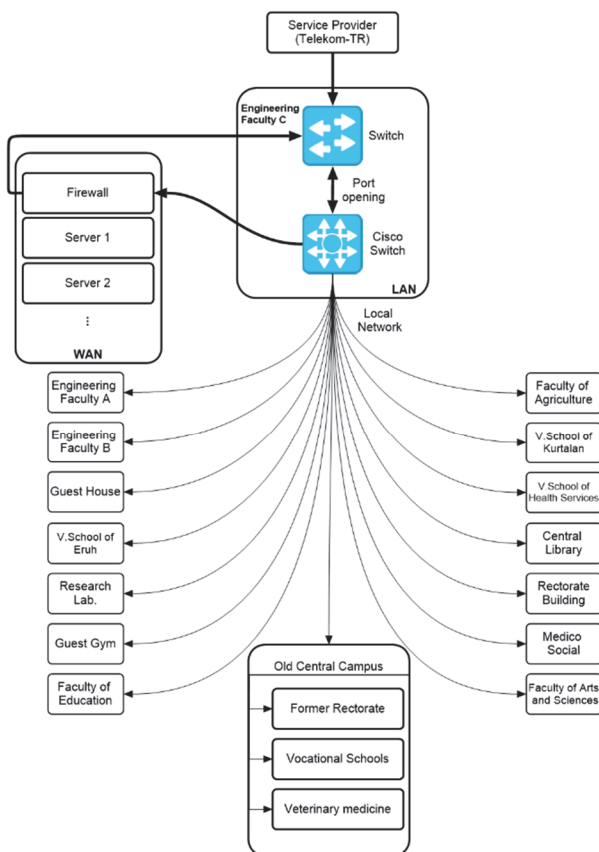 Service Provider
(Telekom-TR)
Engineering
Faculty C
Switch
Port
opening
Cisco
Switch
LAN
Firewall
Server 1
Server 2
...
WAN
Local
Network
Engineering
Faculty A
Engineering
Faculty B
Guest House
V.School of
Eruh
Research
Lab.
Guest Gym
Faculty of
Education
Faculty of
Agriculture
V.School of
Kurtalan
V.School of
Health Services
Central
Library
Rectorate
Building
Medico
Social
Faculty of Arts
and Sciences
Old Central Campus
Former Rectorate
Vocational Schools
Veterinary medicine